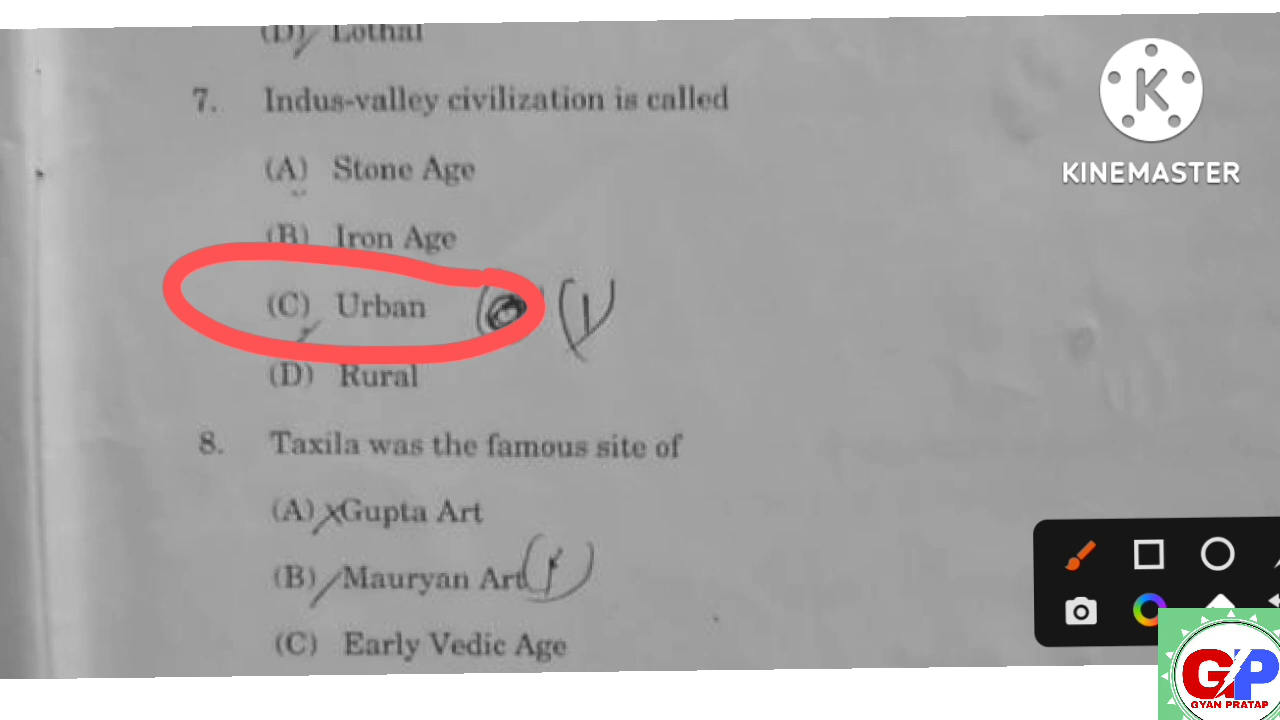 (D) Lothal
7. Indus-valley civilization is called
(A) Stone Age
(B) Iron Age
(C) Urban
(D) Rural
8. Taxila was the famous site of
(A) Gupta Art
(B) Mauryan Art
(C) Early Vedic Age
K
KINEMASTER
GP
GYAN PRATAP